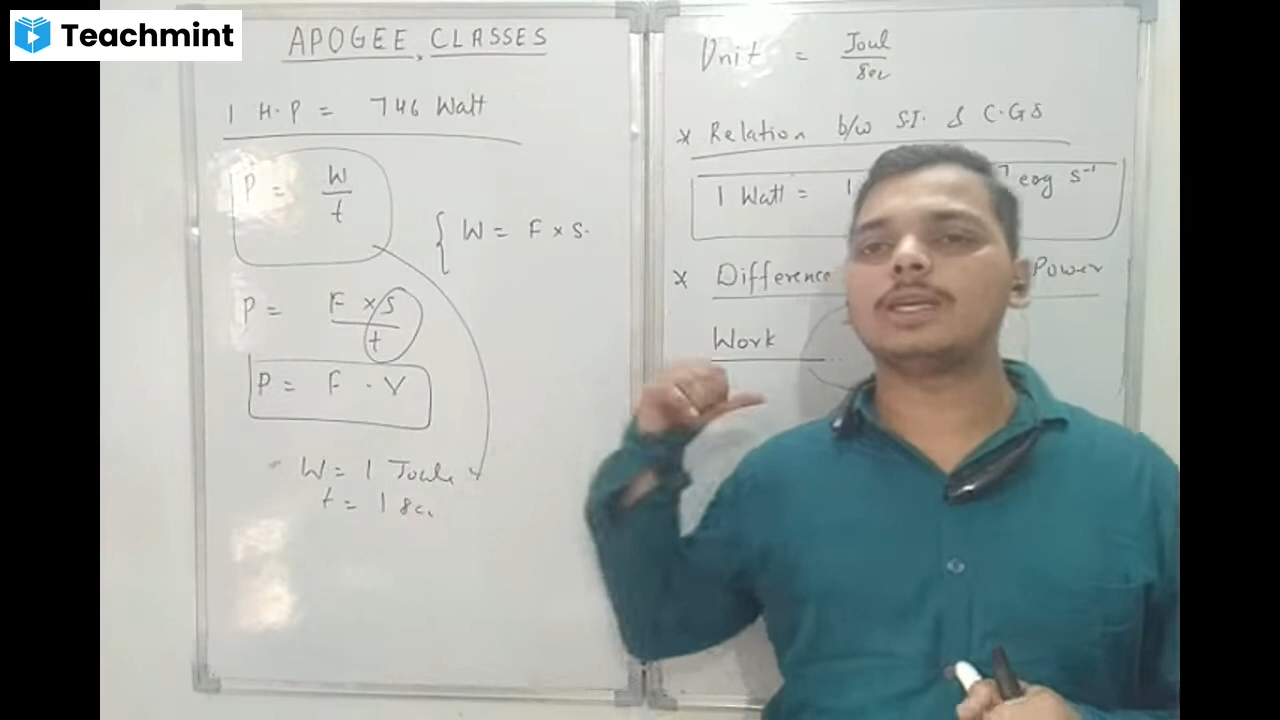 Teachmint
APOGEE CLASSES
1 H.P = 746 Watt
P = W
t
{ W = F × S.
P = F × S
t
P = F . V
W = 1 Joule
t = 1 sec
Unit = Joul
Sec
* Relation b/w S.I. & C.G.S
1 Watt = 1 7 erg s⁻¹
* Difference Power
Work